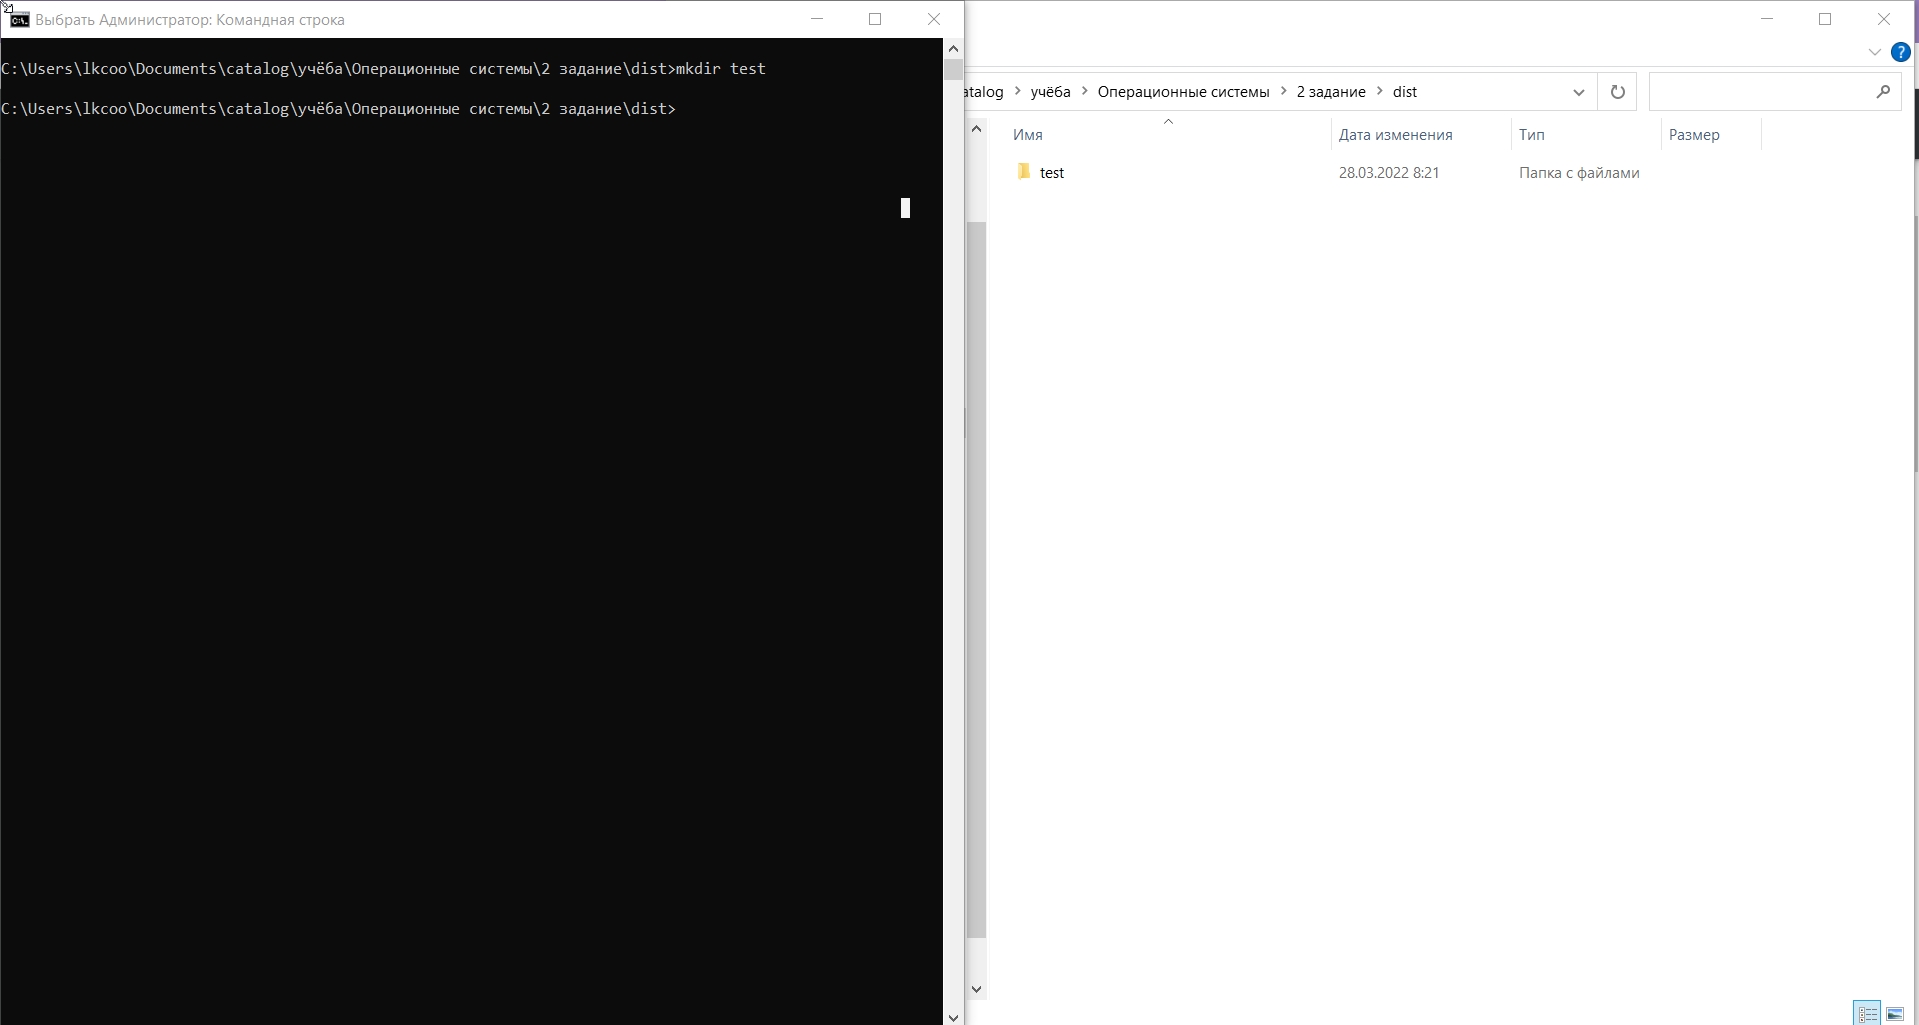 Выбрать Администратор: Командная строка
C:\Users\lkcoo\Documents\catalog\учёба\Операционные системы\2 задание\dist>mkdir test
C:\Users\lkcoo\Documents\catalog\учёба\Операционные системы\2 задание\dist>
atalog > учёба > Операционные системы > 2 задание > dist
Имя Дата изменения Тип Размер
test 28.03.2022 8:21 Папка с файлами